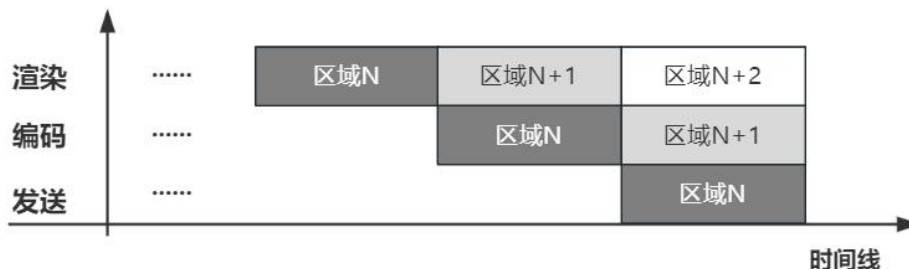 渲染 …… 区域N 区域N+1 区域N+2
编码 …… 区域N 区域N+1
发送 …… 区域N
时间线